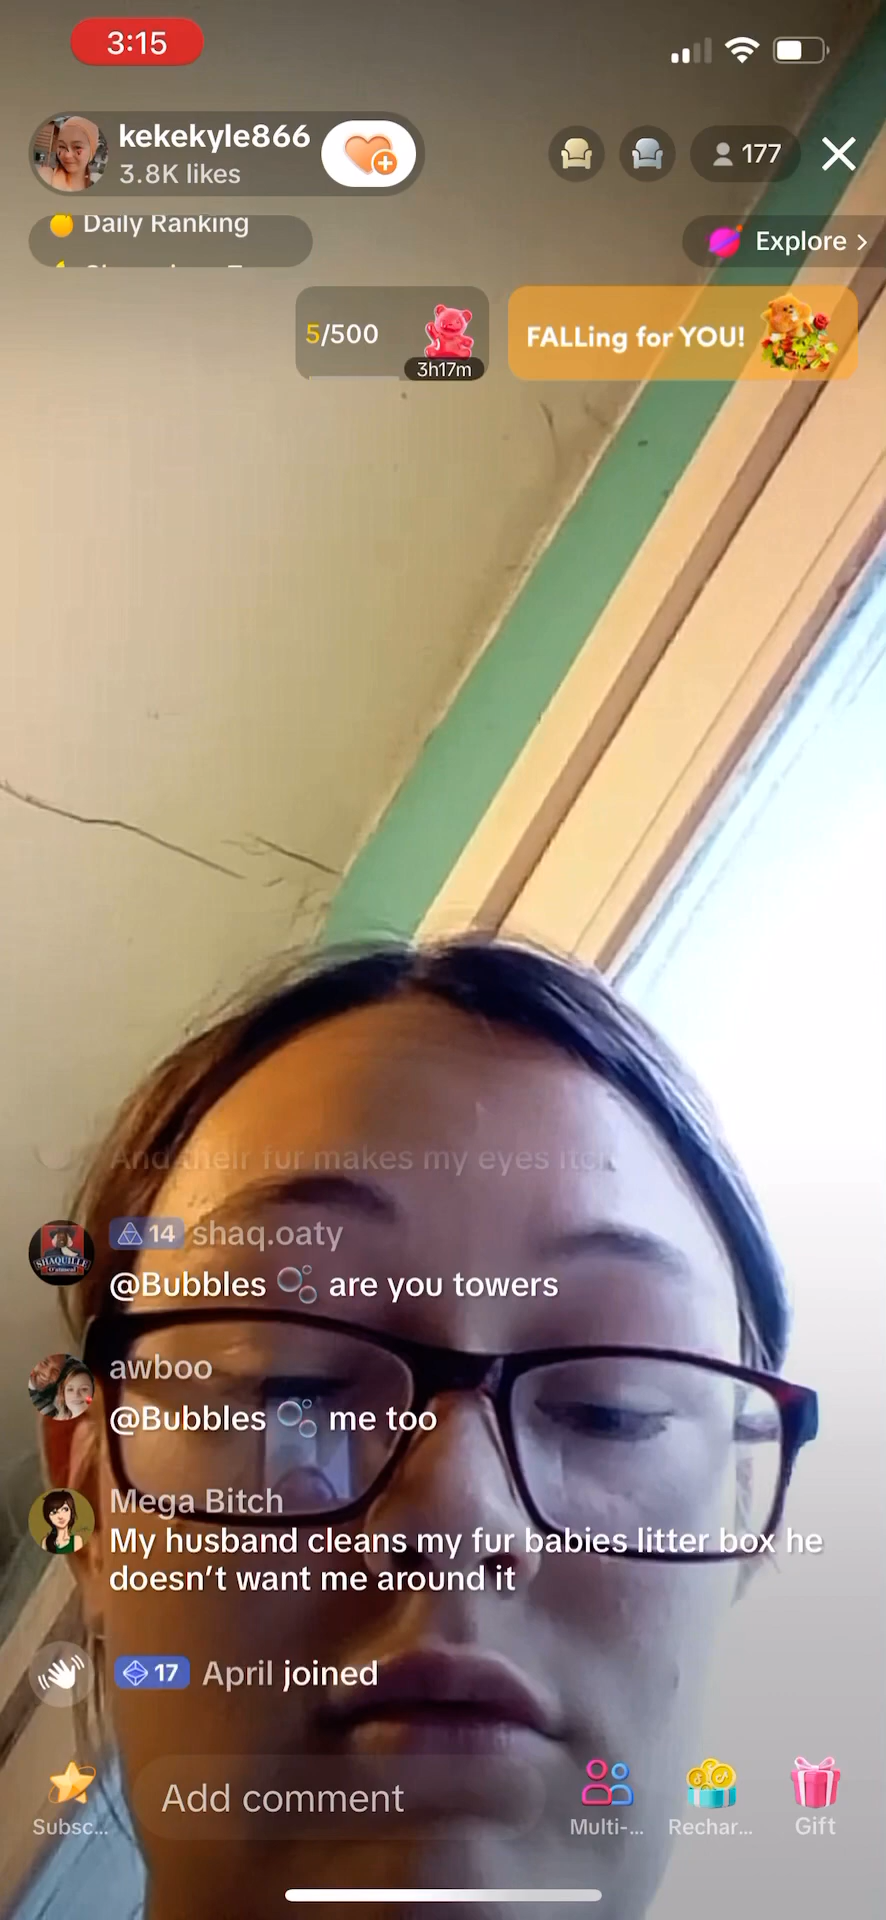 3:15
kekekyle866
3.8K likes
177
Daily Ranking
Explore >
5/500
3h17m
FALLing for YOU!
And their fur makes my eyes itch
SHAQUILLE
14 shaq.oaty
@Bubbles 🫧 are you towers
awboo
@Bubbles 🫧 me too
Mega Bitch
My husband cleans my fur babies litter box he
doesn't want me around it
17 April joined
Add comment
Subsc...
Multi-...
Rechar...
Gift